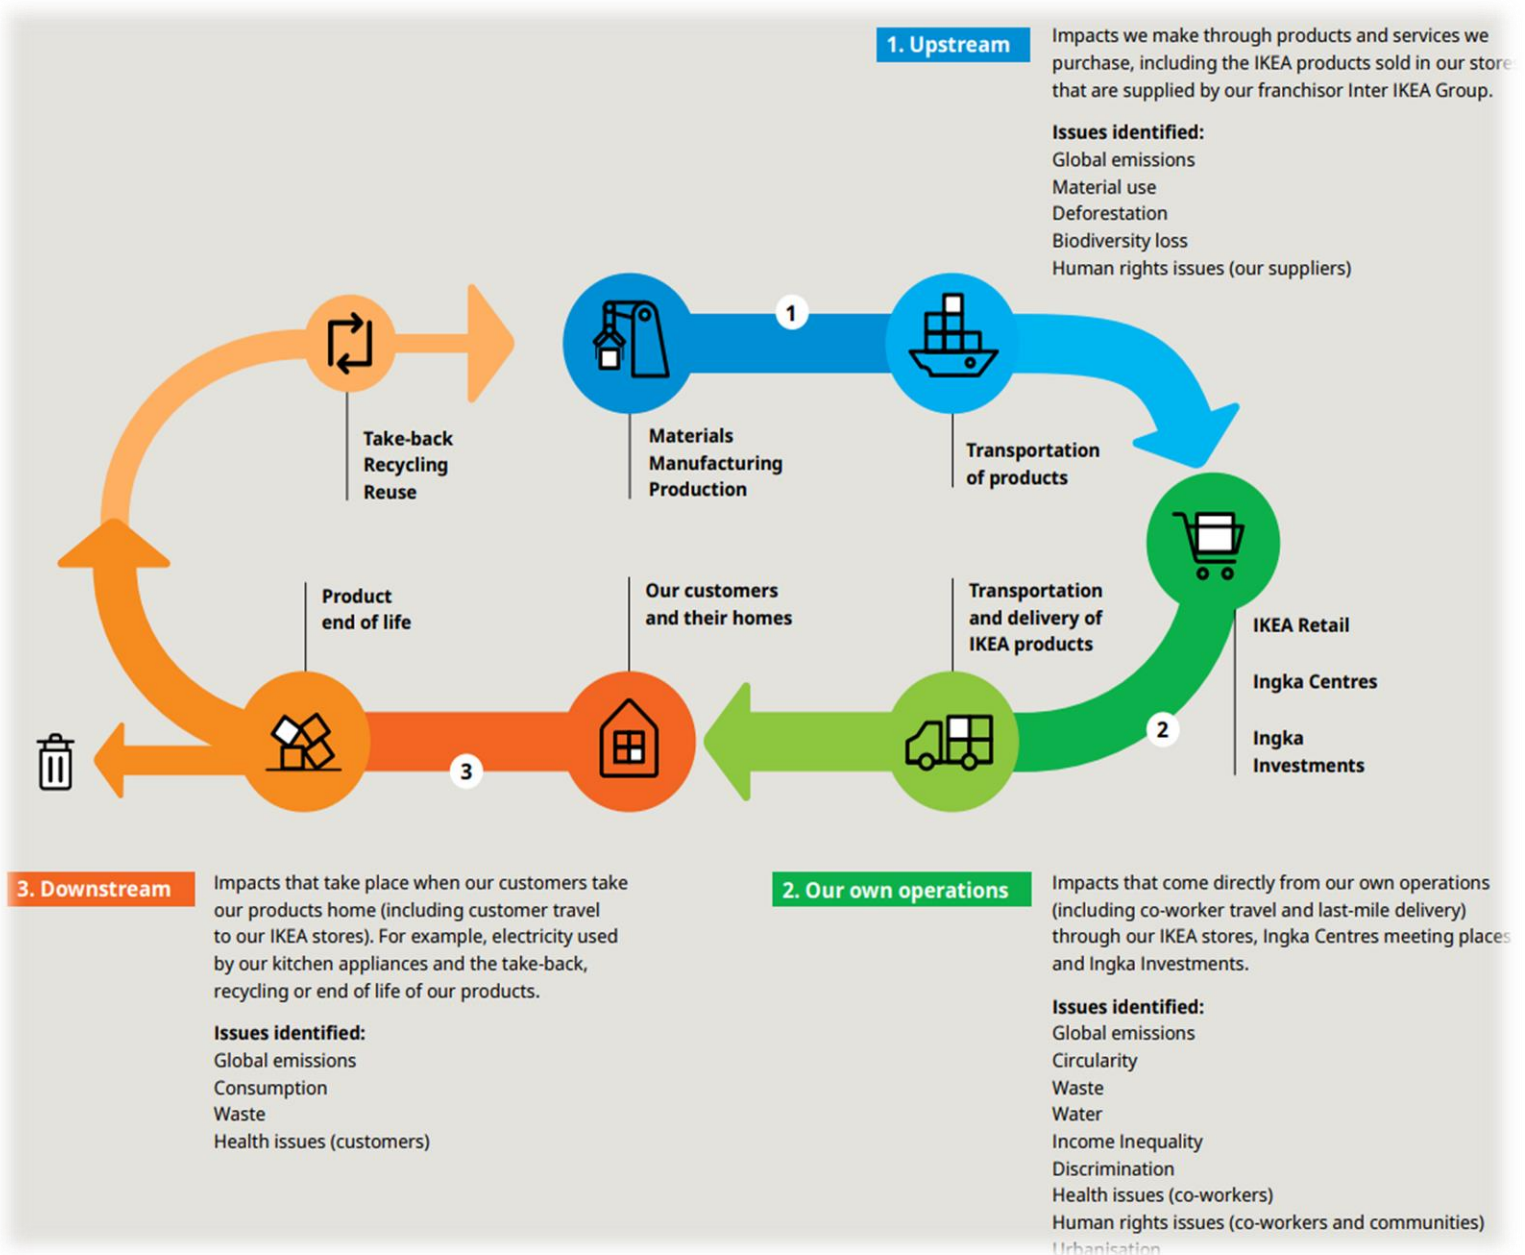 1. Upstream
Impacts we make through products and services we
purchase, including the IKEA products sold in our stores
that are supplied by our franchisor Inter IKEA Group.
Issues identified:
Global emissions
Material use
Deforestation
Biodiversity loss
Human rights issues (our suppliers)
1
Take-back
Recycling
Reuse
Materials
Manufacturing
Production
Transportation
of products
Product
end of life
Our customers
and their homes
Transportation
and delivery of
IKEA products
IKEA Retail
Ingka Centres
Ingka
Investments
2
3
3. Downstream
Impacts that take place when our customers take
our products home (including customer travel
to our IKEA stores). For example, electricity used
by our kitchen appliances and the take-back,
recycling or end of life of our products.
Issues identified:
Global emissions
Consumption
Waste
Health issues (customers)
2. Our own operations
Impacts that come directly from our own operations
(including co-worker travel and last-mile delivery)
through our IKEA stores, Ingka Centres meeting places
and Ingka Investments.
Issues identified:
Global emissions
Circularity
Waste
Water
Income Inequality
Discrimination
Health issues (co-workers)
Human rights issues (co-workers and communities)
Urbanisation